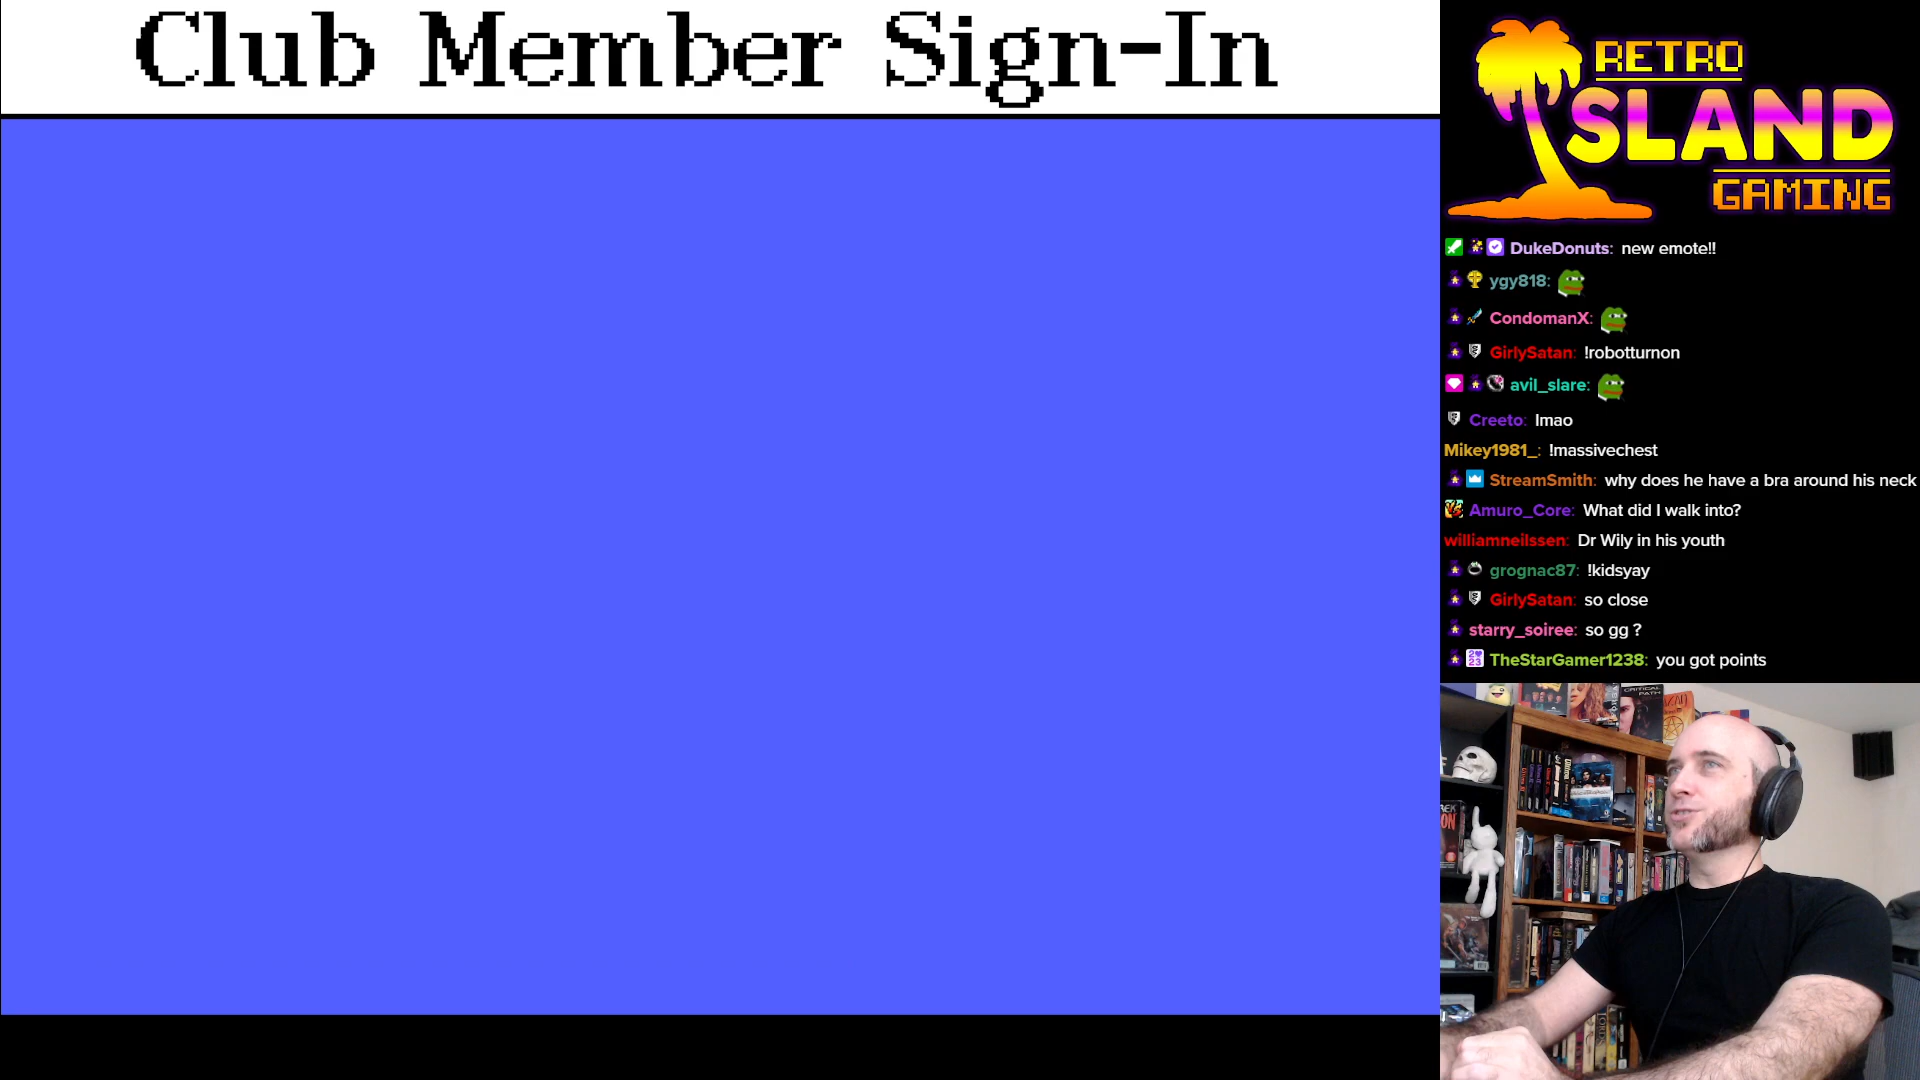 Club Member Sign-In
RETRO
ISLAND
GAMING
DukeDonuts: new emote!!
ygy818:
CondomanX:
GirlySatan: !robotturnon
avil_slare:
Creeto: lmao
Mikey1981_: !massivechest
StreamSmith: why does he have a bra around his neck
Amuro_Core: What did I walk into?
williamneilssen: Dr Wily in his youth
grognac87: !kidsyay
GirlySatan: so close
starry_soiree: so gg ?
TheStarGamer1238: you got points
CRITICAL
PATH